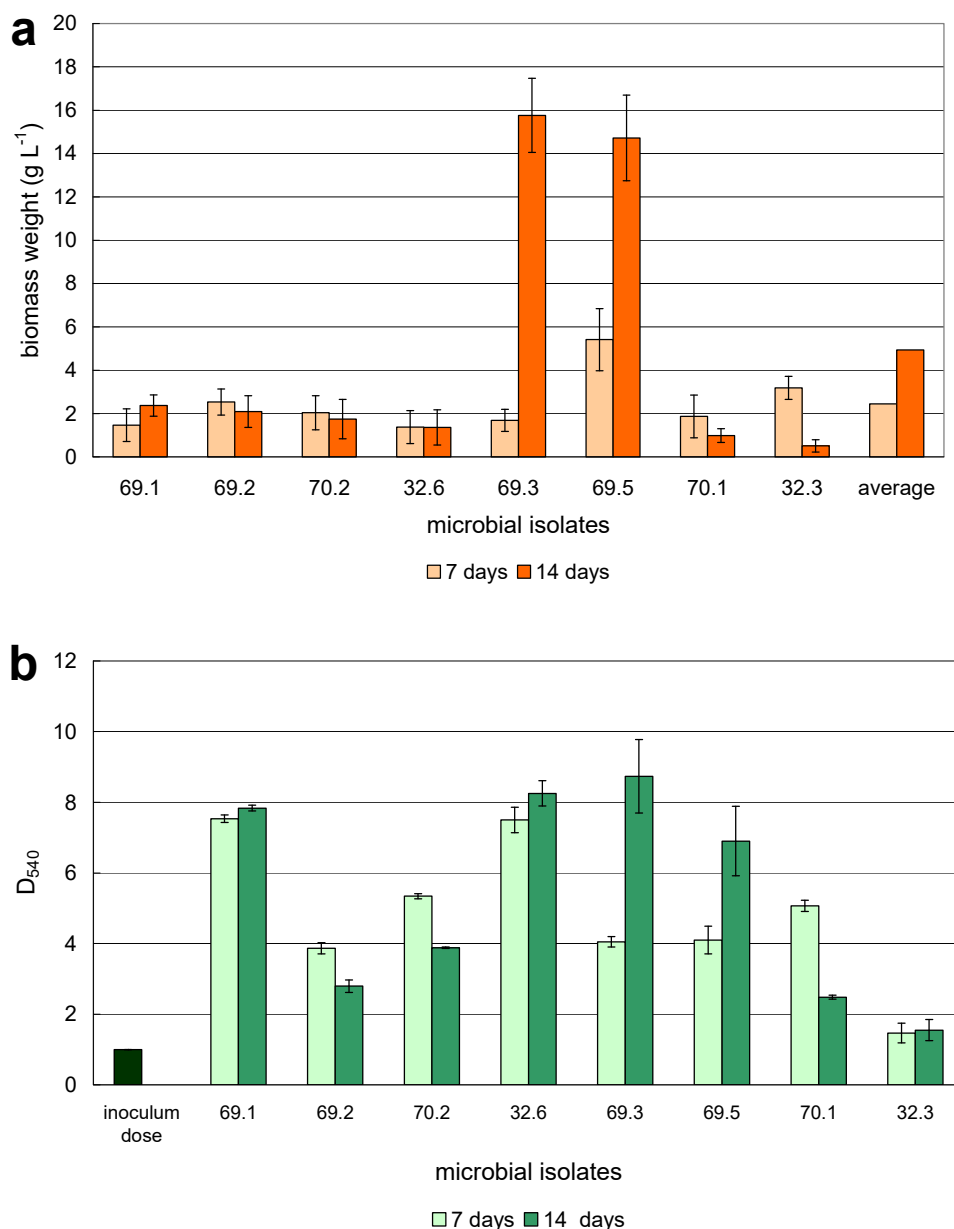 a
20
18
16
14
12
10
8
6
4
2
0
biomass weight (g L⁻¹)
69.1 69.2 70.2 32.6 69.3 69.5 70.1 32.3 average
microbial isolates
7 days 14 days
b
12
10
8
6
4
2
0
D₅₄₀
inoculum
dose
69.1 69.2 70.2 32.6 69.3 69.5 70.1 32.3
microbial isolates
7 days 14 days